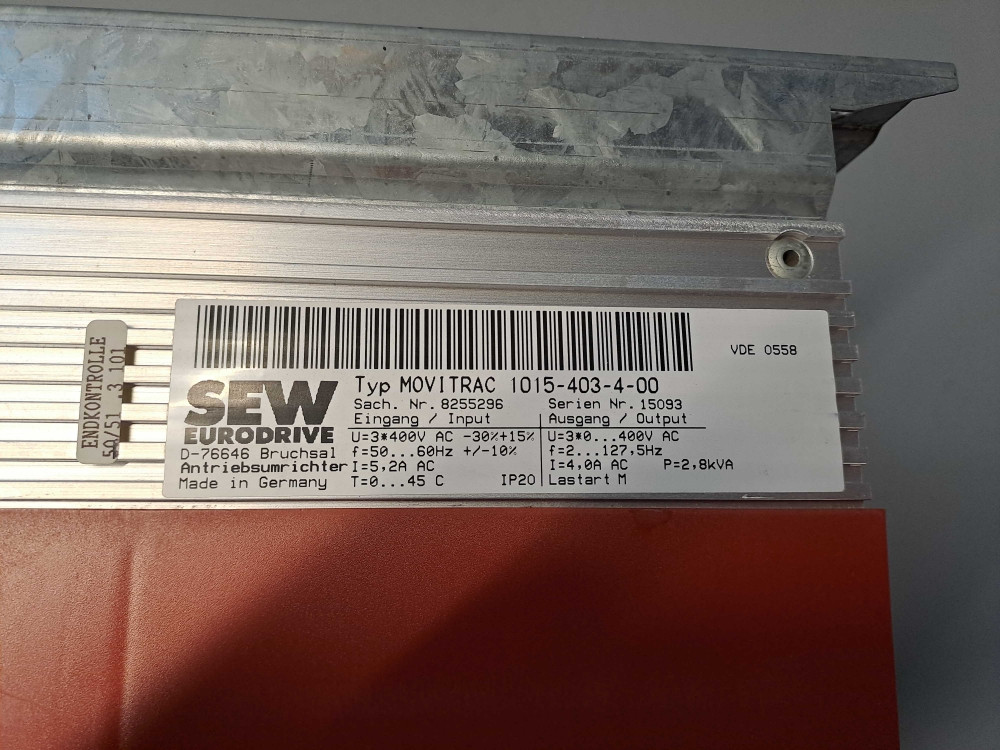 VDE 0558
SEW
EURODRIVE
D-76646 Bruchsal
Antriebsumrichter
Made in Germany
Typ MOVITRAC 1015-403-4-00
Sach. Nr. 8255296
Serien Nr. 15093
Eingang / Input
U=3*400V AC -30%+15%
f=50...60Hz +/-10%
I=5,2A AC
T=0...45 C IP20
Ausgang / Output
U=3*0...400V AC
f=2...127,5Hz
I=4,0A AC P=2,8kVA
Lastart M
ENDKONTROLLE
.3 101